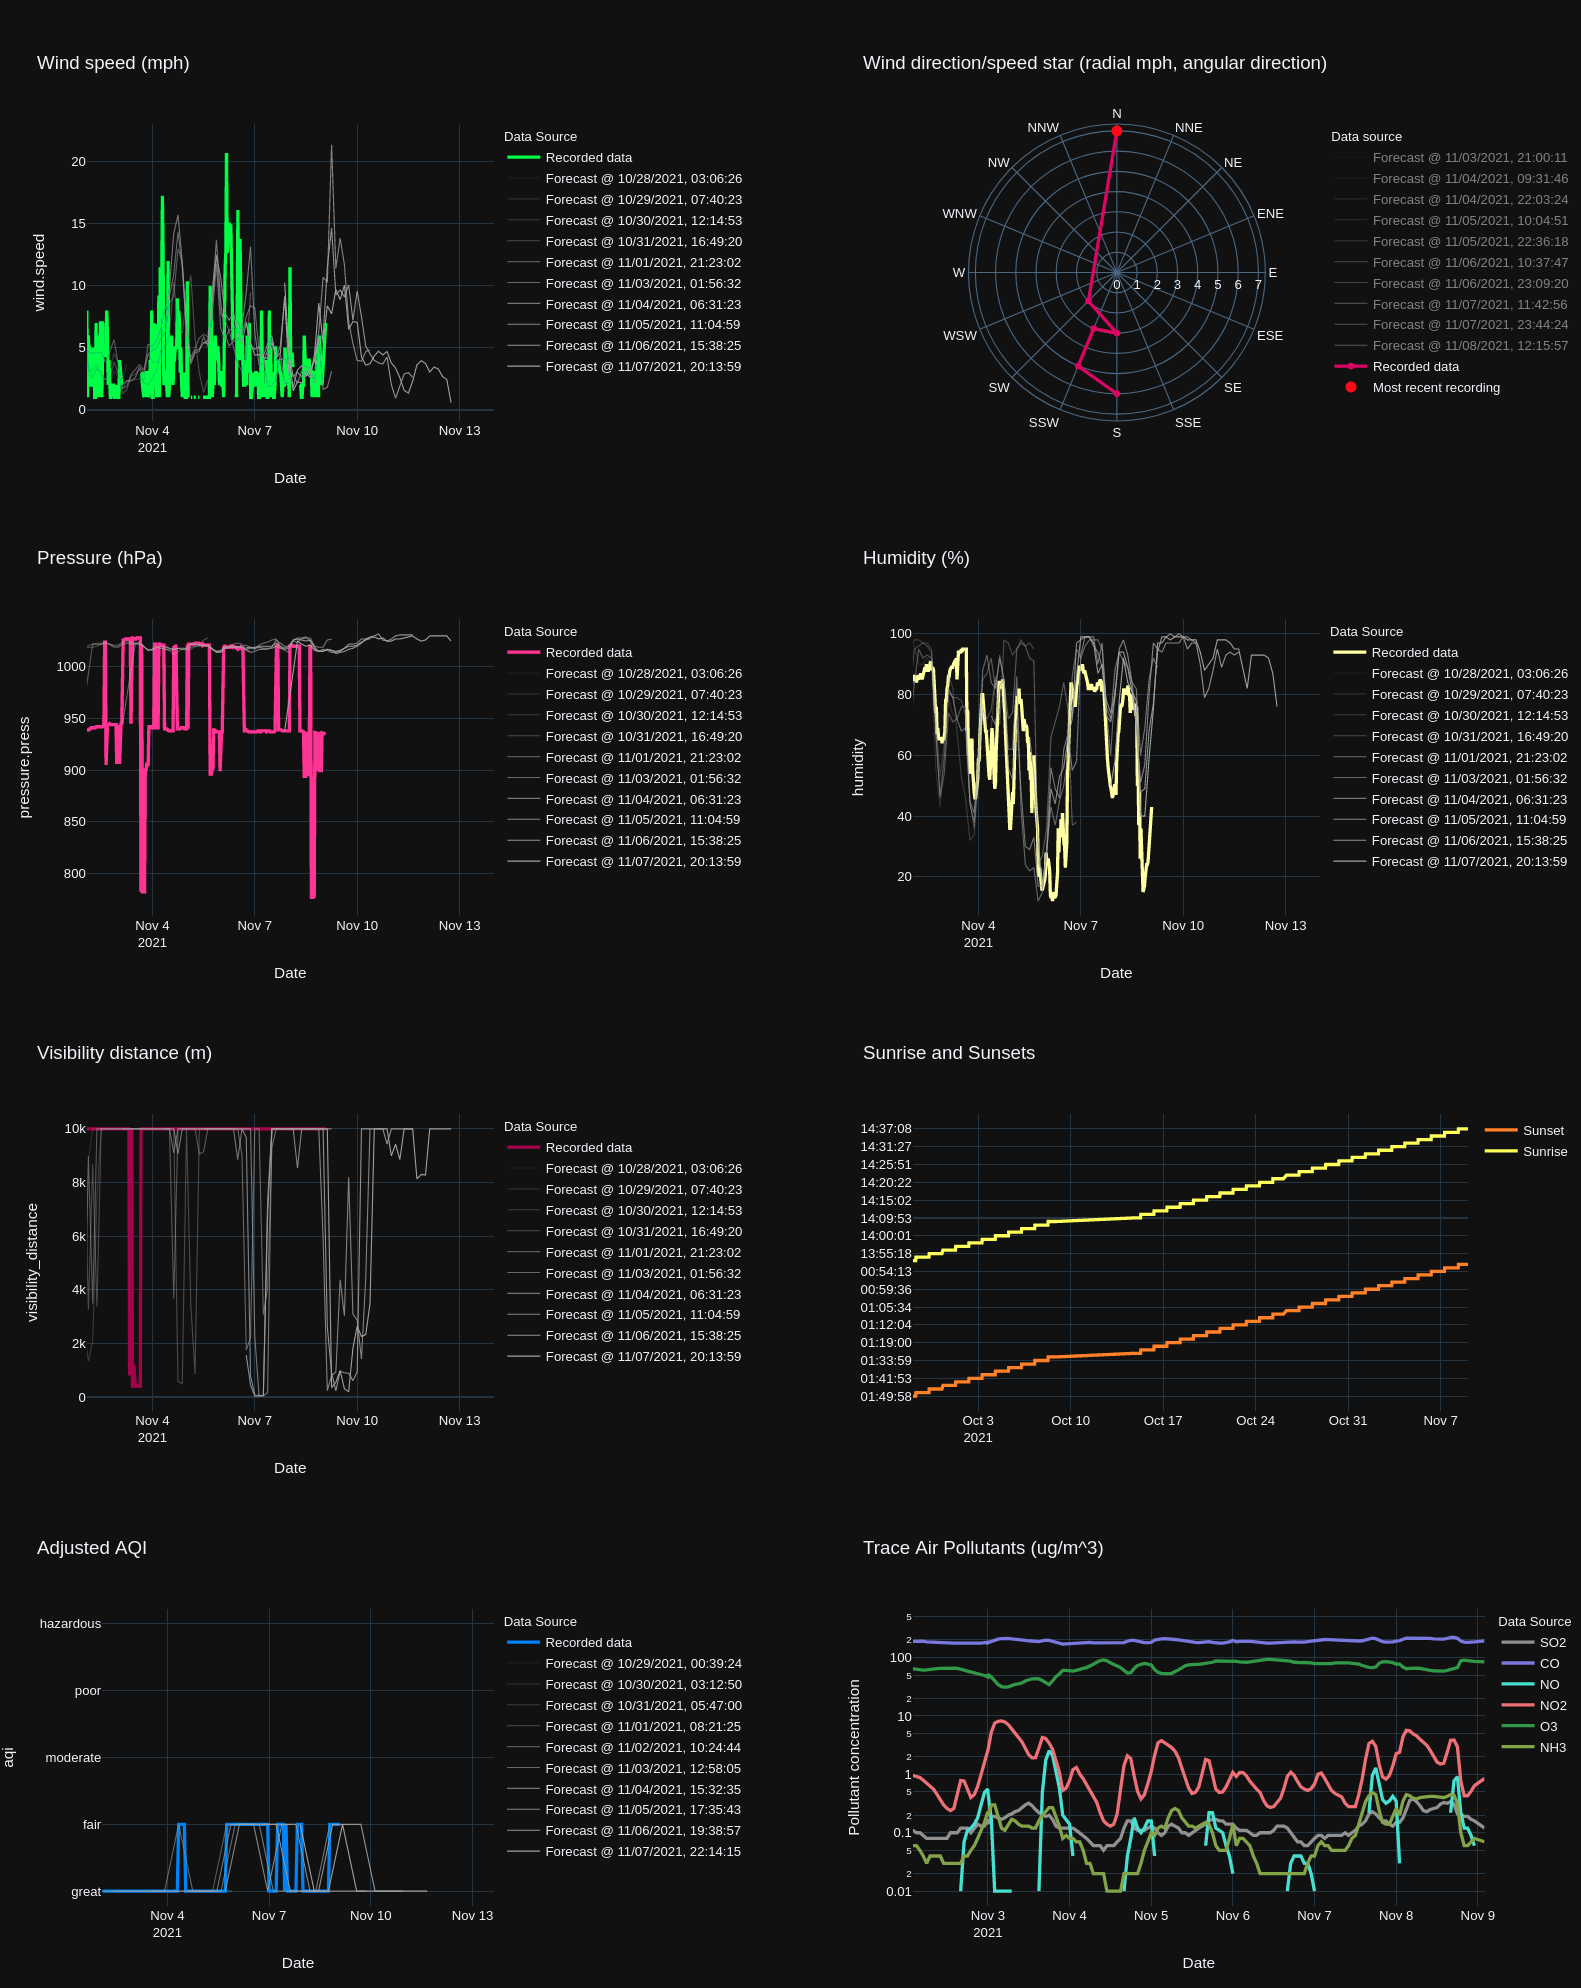 Wind speed (mph)
20
15
10
5
0
wind.speed
Nov 4
2021
Nov 7
Nov 10
Nov 13
Date
Data Source
Recorded data
Forecast @ 10/28/2021, 03:06:26
Forecast @ 10/29/2021, 07:40:23
Forecast @ 10/30/2021, 12:14:53
Forecast @ 10/31/2021, 16:49:20
Forecast @ 11/01/2021, 21:23:02
Forecast @ 11/03/2021, 01:56:32
Forecast @ 11/04/2021, 06:31:23
Forecast @ 11/05/2021, 11:04:59
Forecast @ 11/06/2021, 15:38:25
Forecast @ 11/07/2021, 20:13:59
Wind direction/speed star (radial mph, angular direction)
N
NNE
NE
ENE
E
ESE
SE
SSE
S
SSW
SW
WSW
W
WNW
NW
NNW
0 1 2 3 4 5 6 7
Data source
Forecast @ 11/03/2021, 21:00:11
Forecast @ 11/04/2021, 09:31:46
Forecast @ 11/04/2021, 22:03:24
Forecast @ 11/05/2021, 10:04:51
Forecast @ 11/05/2021, 22:36:18
Forecast @ 11/06/2021, 10:37:47
Forecast @ 11/06/2021, 23:09:20
Forecast @ 11/07/2021, 11:42:56
Forecast @ 11/07/2021, 23:44:24
Forecast @ 11/08/2021, 12:15:57
Recorded data
Most recent recording
Pressure (hPa)
1000
950
900
850
800
pressure.press
Nov 4
2021
Nov 7
Nov 10
Nov 13
Date
Data Source
Recorded data
Forecast @ 10/28/2021, 03:06:26
Forecast @ 10/29/2021, 07:40:23
Forecast @ 10/30/2021, 12:14:53
Forecast @ 10/31/2021, 16:49:20
Forecast @ 11/01/2021, 21:23:02
Forecast @ 11/03/2021, 01:56:32
Forecast @ 11/04/2021, 06:31:23
Forecast @ 11/05/2021, 11:04:59
Forecast @ 11/06/2021, 15:38:25
Forecast @ 11/07/2021, 20:13:59
Humidity (%)
100
80
60
40
20
humidity
Nov 4
2021
Nov 7
Nov 10
Nov 13
Date
Data Source
Recorded data
Forecast @ 10/28/2021, 03:06:26
Forecast @ 10/29/2021, 07:40:23
Forecast @ 10/30/2021, 12:14:53
Forecast @ 10/31/2021, 16:49:20
Forecast @ 11/01/2021, 21:23:02
Forecast @ 11/03/2021, 01:56:32
Forecast @ 11/04/2021, 06:31:23
Forecast @ 11/05/2021, 11:04:59
Forecast @ 11/06/2021, 15:38:25
Forecast @ 11/07/2021, 20:13:59
Visibility distance (m)
10k
8k
6k
4k
2k
0
visibility_distance
Nov 4
2021
Nov 7
Nov 10
Nov 13
Date
Data Source
Recorded data
Forecast @ 10/28/2021, 03:06:26
Forecast @ 10/29/2021, 07:40:23
Forecast @ 10/30/2021, 12:14:53
Forecast @ 10/31/2021, 16:49:20
Forecast @ 11/01/2021, 21:23:02
Forecast @ 11/03/2021, 01:56:32
Forecast @ 11/04/2021, 06:31:23
Forecast @ 11/05/2021, 11:04:59
Forecast @ 11/06/2021, 15:38:25
Forecast @ 11/07/2021, 20:13:59
Sunrise and Sunsets
14:37:08
14:31:27
14:25:51
14:20:22
14:15:02
14:09:53
14:00:01
13:55:18
00:54:13
00:59:36
01:05:34
01:12:04
01:19:00
01:33:59
01:41:53
01:49:58
Oct 3
2021
Oct 10
Oct 17
Oct 24
Oct 31
Nov 7
Sunset
Sunrise
Adjusted AQI
hazardous
poor
moderate
fair
great
aqi
Nov 4
2021
Nov 7
Nov 10
Nov 13
Date
Data Source
Recorded data
Forecast @ 10/29/2021, 00:39:24
Forecast @ 10/30/2021, 03:12:50
Forecast @ 10/31/2021, 05:47:00
Forecast @ 11/01/2021, 08:21:25
Forecast @ 11/02/2021, 10:24:44
Forecast @ 11/03/2021, 12:58:05
Forecast @ 11/04/2021, 15:32:35
Forecast @ 11/05/2021, 17:35:43
Forecast @ 11/06/2021, 19:38:57
Forecast @ 11/07/2021, 22:14:15
Trace Air Pollutants (ug/m^3)
5
2
100
5
2
10
5
2
1
5
2
0.1
5
2
0.01
Pollutant concentration
Nov 3
2021
Nov 4
Nov 5
Nov 6
Nov 7
Nov 8
Nov 9
Date
Data Source
SO2
CO
NO
NO2
O3
NH3